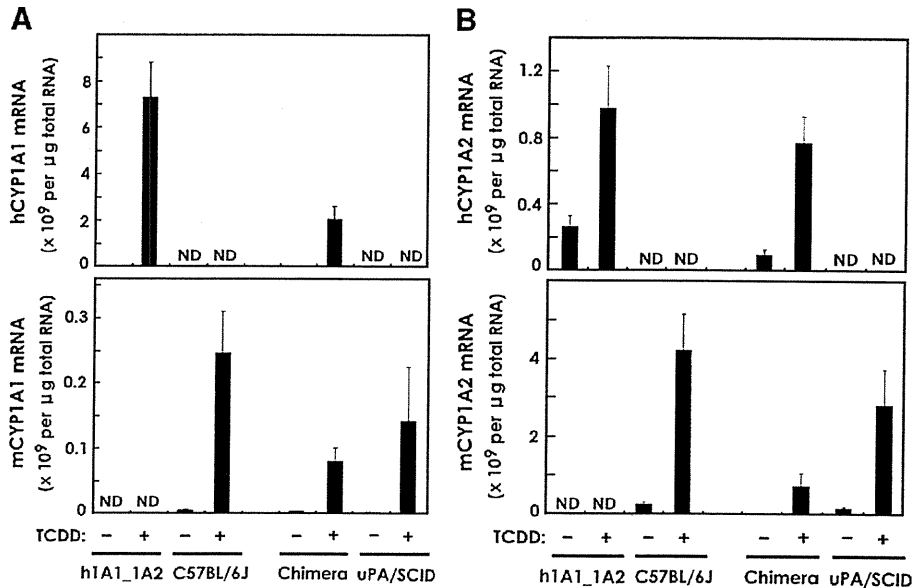 A
hCYP1A1 mRNA
(x 10⁹ per µg total RNA)
8
6
4
2
0
ND ND ND ND
mCYP1A1 mRNA
(x 10⁹ per µg total RNA)
0.3
0.2
0.1
0
ND ND
TCDD: − + − + − + − +
h1A1_1A2 C57BL/6J Chimera uPA/SCID
B
hCYP1A2 mRNA
(x 10⁹ per µg total RNA)
1.2
0.8
0.4
0
ND ND ND ND
mCYP1A2 mRNA
(x 10⁹ per µg total RNA)
4
2
0
ND ND
− + − + − + − +
h1A1_1A2 C57BL/6J Chimera uPA/SCID